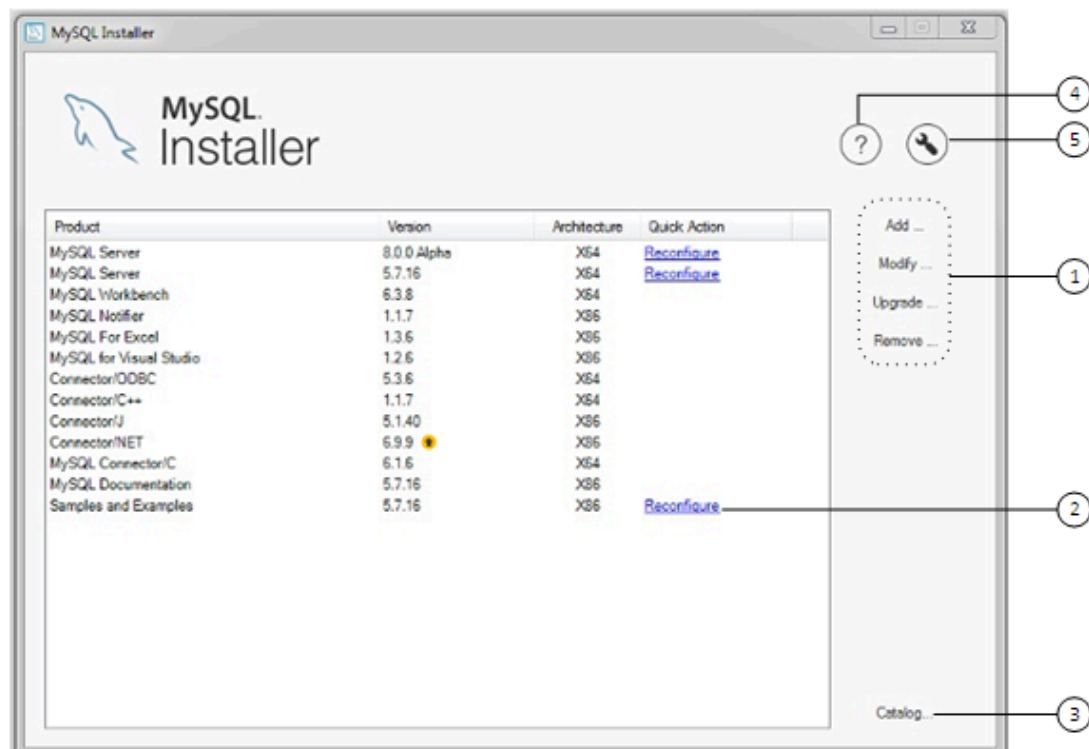 MySQL Installer
4
MySQL.
Installer
?
5
Product Version Architecture Quick Action
Add ...
MySQL Server 8.0.0 Alpha X64 Reconfigure
MySQL Server 5.7.16 X64 Reconfigure
Modify ...
1
MySQL Workbench 6.3.8 X64
MySQL Notifier 1.1.7 X86
Upgrade ...
MySQL For Excel 1.3.6 X86
Remove ...
MySQL for Visual Studio 1.2.6 X86
Connector/ODBC 5.3.6 X64
Connector/C++ 1.1.7 X64
Connector/J 5.1.40 X86
Connector/NET 6.9.9 X86
MySQL Connector/C 6.1.6 X64
MySQL Documentation 5.7.16 X86
Samples and Examples 5.7.16 X86 Reconfigure
2
Catalog...
3